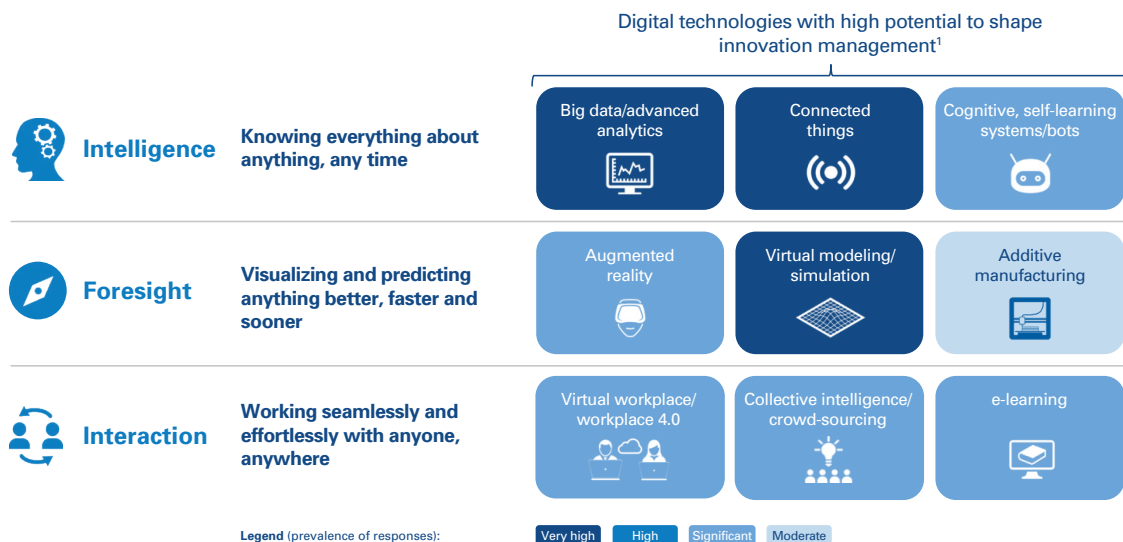 Digital technologies with high potential to shape
innovation management¹
Intelligence
Knowing everything about
anything, any time
Big data/advanced
analytics
Connected
things
Cognitive, self-learning
systems/bots
Foresight
Visualizing and predicting
anything better, faster and
sooner
Augmented
reality
Virtual modeling/
simulation
Additive
manufacturing
Interaction
Working seamlessly and
effortlessly with anyone,
anywhere
Virtual workplace/
workplace 4.0
Collective intelligence/
crowd-sourcing
e-learning
Legend (prevalence of responses):
Very high
High
Significant
Moderate